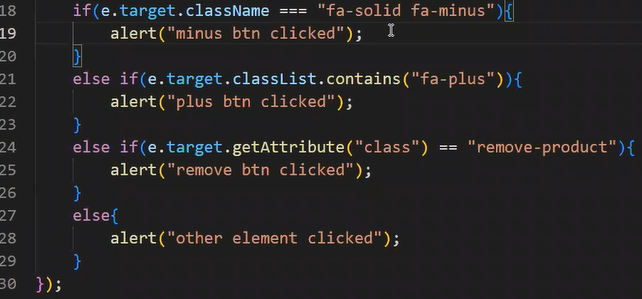 18 if(e.target.className === "fa-solid fa-minus"){
19 alert("minus btn clicked");
20 }
21 else if(e.target.classList.contains("fa-plus")){
22 alert("plus btn clicked");
23 }
24 else if(e.target.getAttribute("class") == "remove-product"){
25 alert("remove btn clicked");
26 }
27 else{
28 alert("other element clicked");
29 }
30 });